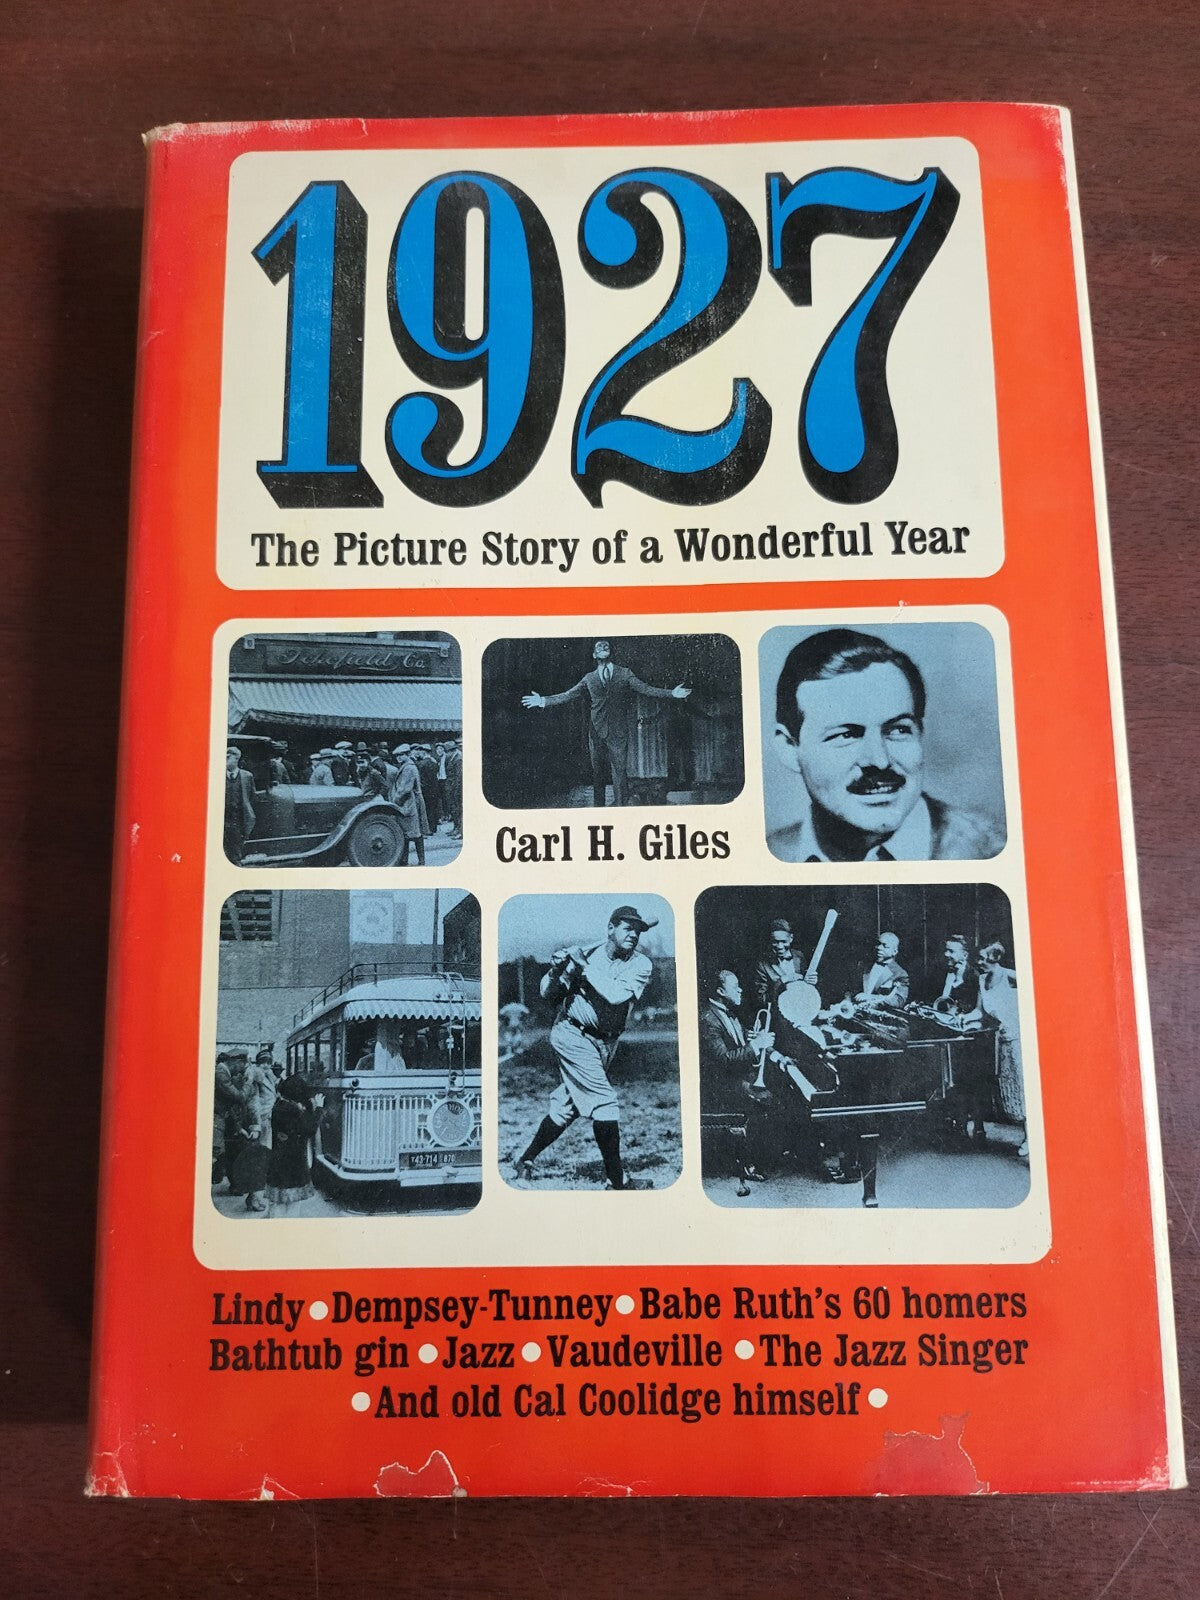 1927
The Picture Story of a Wonderful Year
Carl H. Giles
Lindy • Dempsey-Tunney • Babe Ruth's 60 homers
Bathtub gin • Jazz • Vaudeville • The Jazz Singer
• And old Cal Coolidge himself •